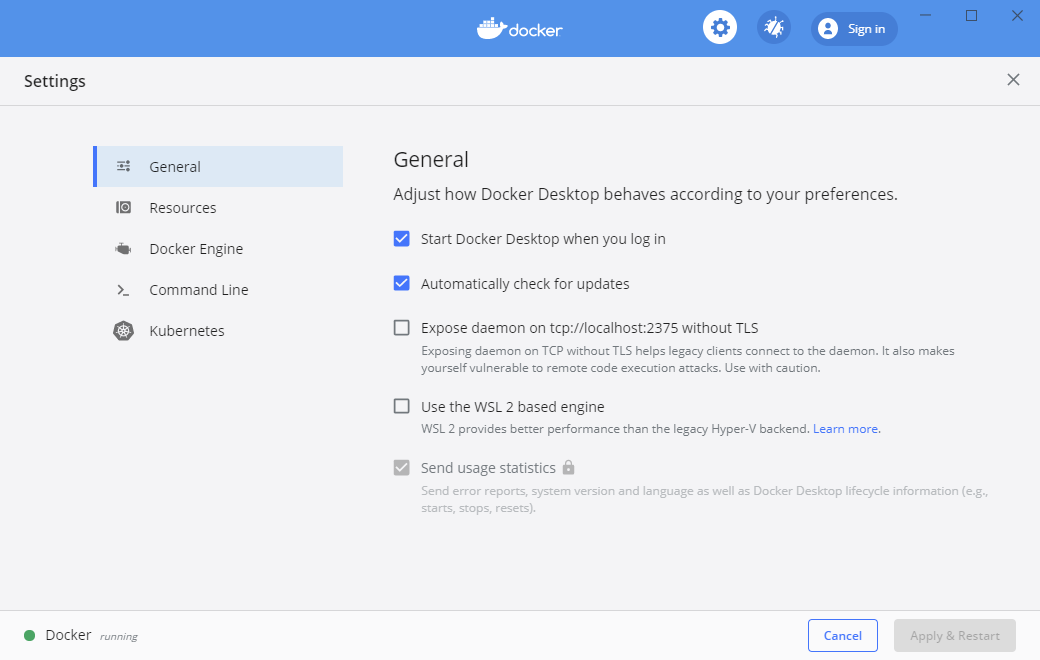 docker
Sign in
Settings
General
Resources
Docker Engine
Command Line
Kubernetes
General
Adjust how Docker Desktop behaves according to your preferences.
Start Docker Desktop when you log in
Automatically check for updates
Expose daemon on tcp://localhost:2375 without TLS
Exposing daemon on TCP without TLS helps legacy clients connect to the daemon. It also makes
yourself vulnerable to remote code execution attacks. Use with caution.
Use the WSL 2 based engine
WSL 2 provides better performance than the legacy Hyper-V backend. Learn more.
Send usage statistics
Send error reports, system version and language as well as Docker Desktop lifecycle information (e.g.,
starts, stops, resets).
Docker running
Cancel
Apply & Restart